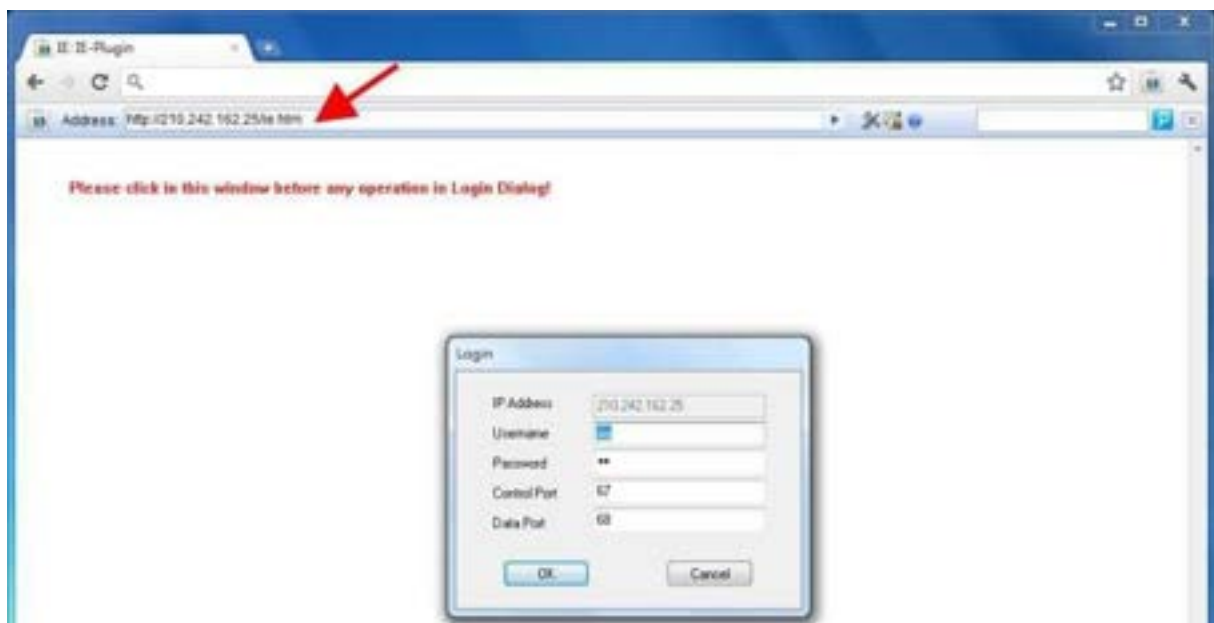 IE: IE-Plugin
Address http://210.242.162.25/ie.htm
Please click in this window before any operation in Login Dialog!
Login
IP Address 210.242.162.25
Username
Password **
Control Port 67
Data Port 68
OK Cancel